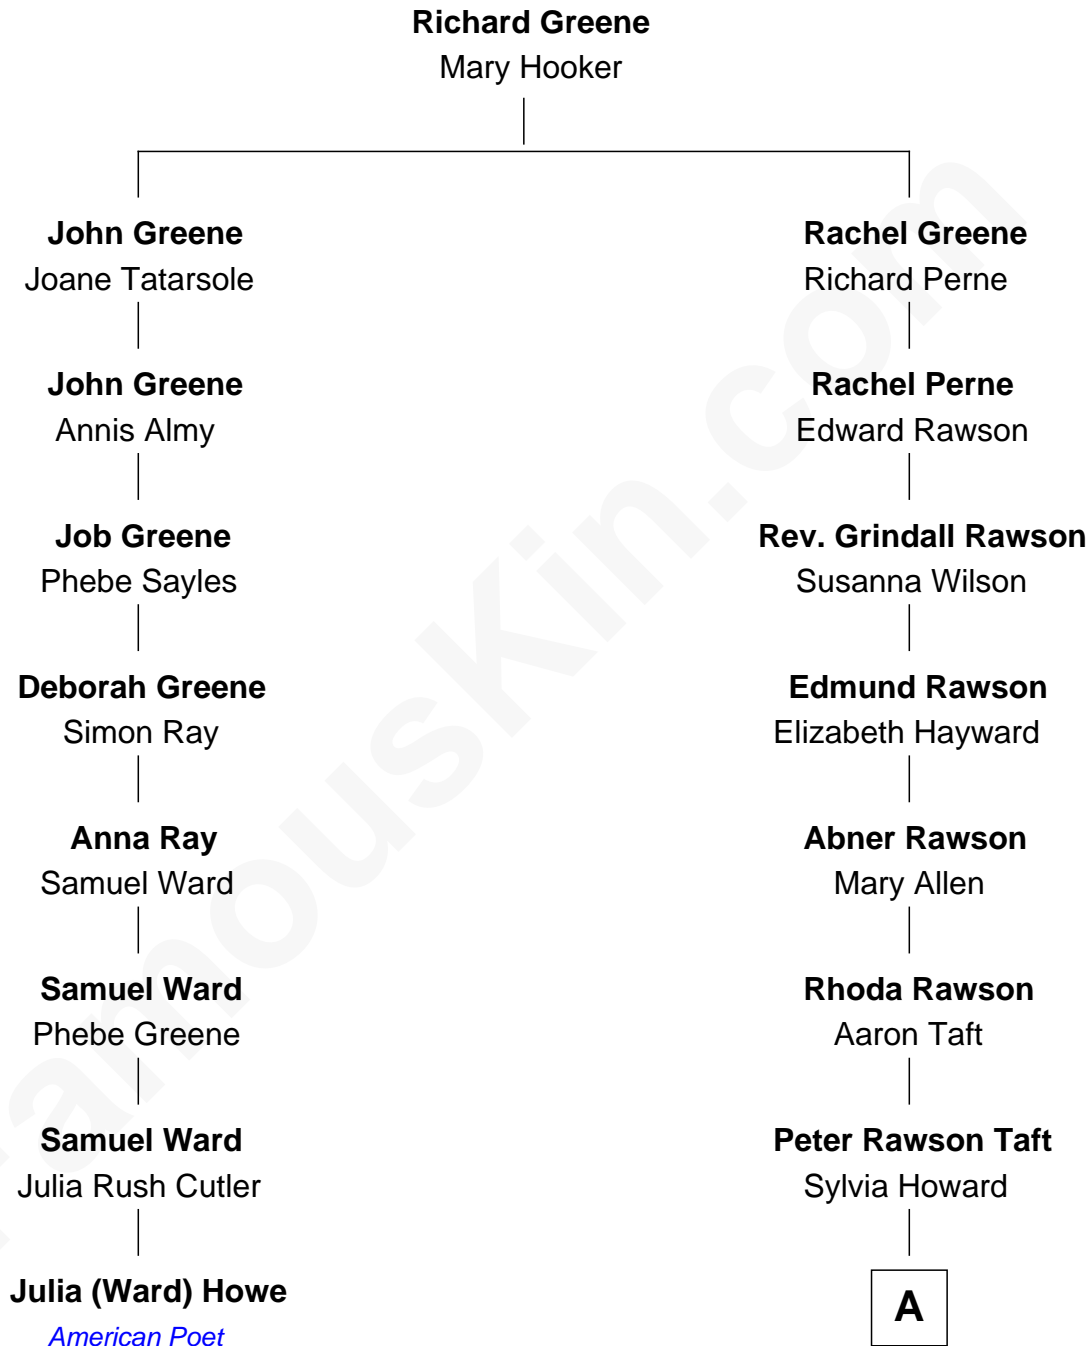 Richard Greene
Mary Hooker
John Greene
Joane Tatarsole
Rachel Greene
Richard Perne
John Greene
Annis Almy
Rachel Perne
Edward Rawson
Job Greene
Phebe Sayles
Rev. Grindall Rawson
Susanna Wilson
Deborah Greene
Simon Ray
Edmund Rawson
Elizabeth Hayward
Anna Ray
Samuel Ward
Abner Rawson
Mary Allen
Samuel Ward
Phebe Greene
Rhoda Rawson
Aaron Taft
Samuel Ward
Julia Rush Cutler
Peter Rawson Taft
Sylvia Howard
Julia (Ward) Howe
American Poet
A
FamousKin.com